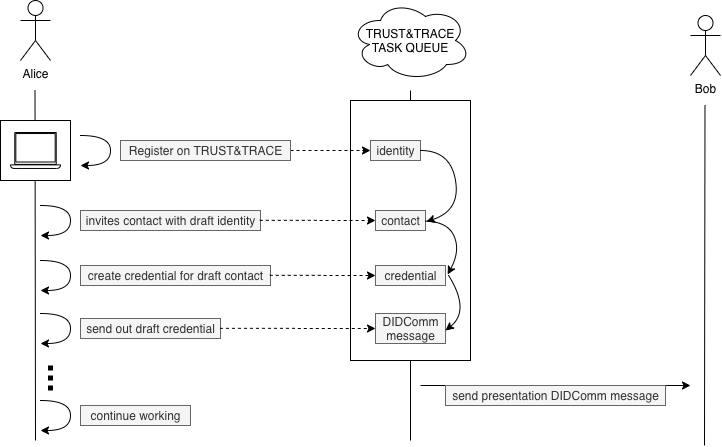 TRUST&TRACE
TASK QUEUE
Alice
Bob
Register on TRUST&TRACE
identity
invites contact with draft identity
contact
create credential for draft contact
credential
send out draft credential
DIDComm
message
send presentation DIDComm message
continue working